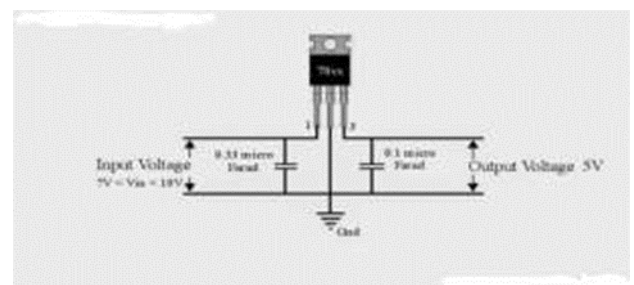 78xx
1
3
Input Voltage
0.33 micro
Farad
0.1 micro
Farad
Output Voltage 5V
Gnd